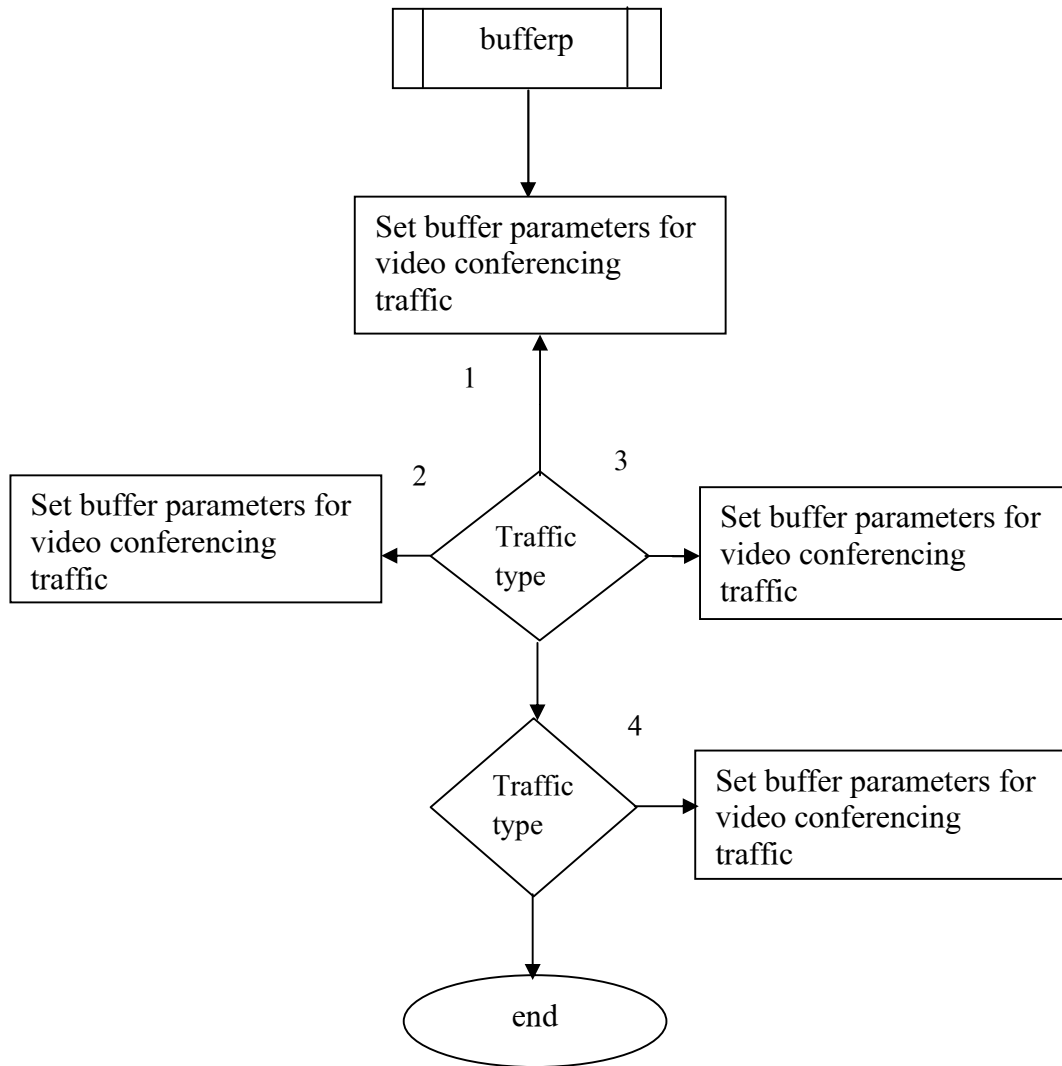 bufferp
Set buffer parameters for
video conferencing
traffic
1
2
3
Set buffer parameters for
video conferencing
traffic
Traffic
type
Set buffer parameters for
video conferencing
traffic
4
Traffic
type
Set buffer parameters for
video conferencing
traffic
end